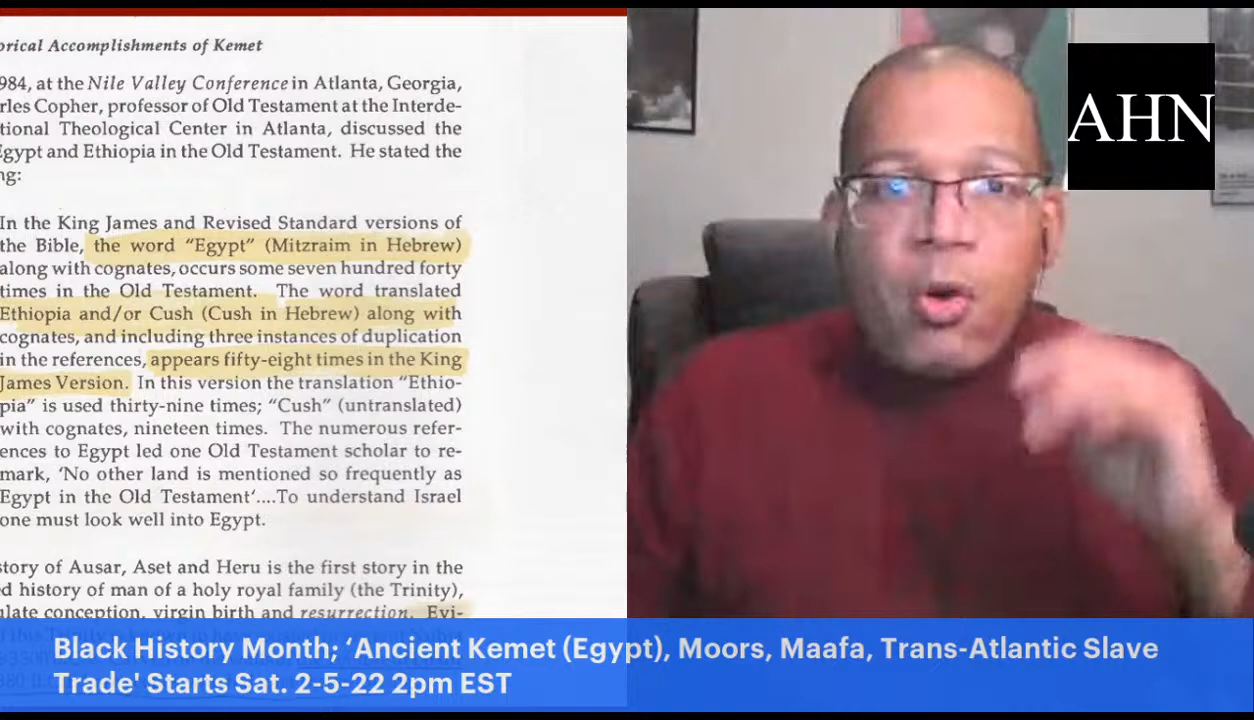 orical Accomplishments of Kemet
984, at the Nile Valley Conference in Atlanta, Georgia,
rles Copher, professor of Old Testament at the Interde-
tional Theological Center in Atlanta, discussed the
Egypt and Ethiopia in the Old Testament. He stated the
ng:
In the King James and Revised Standard versions of
the Bible, the word "Egypt" (Mitzraim in Hebrew)
along with cognates, occurs some seven hundred forty
times in the Old Testament. The word translated
Ethiopia and/or Cush (Cush in Hebrew) along with
cognates, and including three instances of duplication
in the references, appears fifty-eight times in the King
James Version. In this version the translation "Ethio-
pia" is used thirty-nine times; "Cush" (untranslated)
with cognates, nineteen times. The numerous refer-
ences to Egypt led one Old Testament scholar to re-
mark, 'No other land is mentioned so frequently as
Egypt in the Old Testament'....To understand Israel
one must look well into Egypt.
story of Ausar, Aset and Heru is the first story in the
d history of man of a holy royal family (the Trinity),
ulate conception, virgin birth and resurrection. Evi-
AHN
Black History Month; 'Ancient Kemet (Egypt), Moors, Maafa, Trans-Atlantic Slave
Trade' Starts Sat. 2-5-22 2pm EST